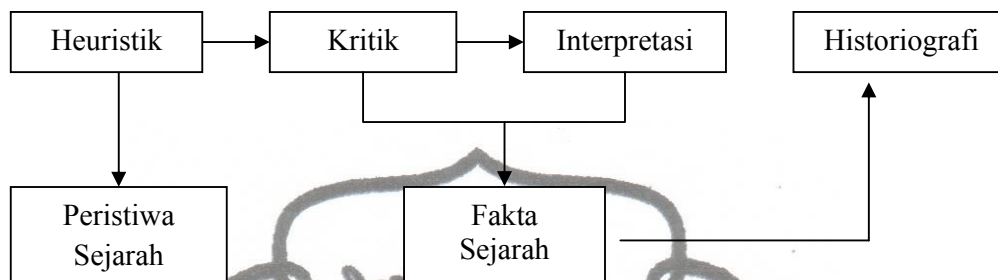 Heuristik
Kritik
Interpretasi
Historiografi
Peristiwa
Sejarah
Fakta
Sejarah